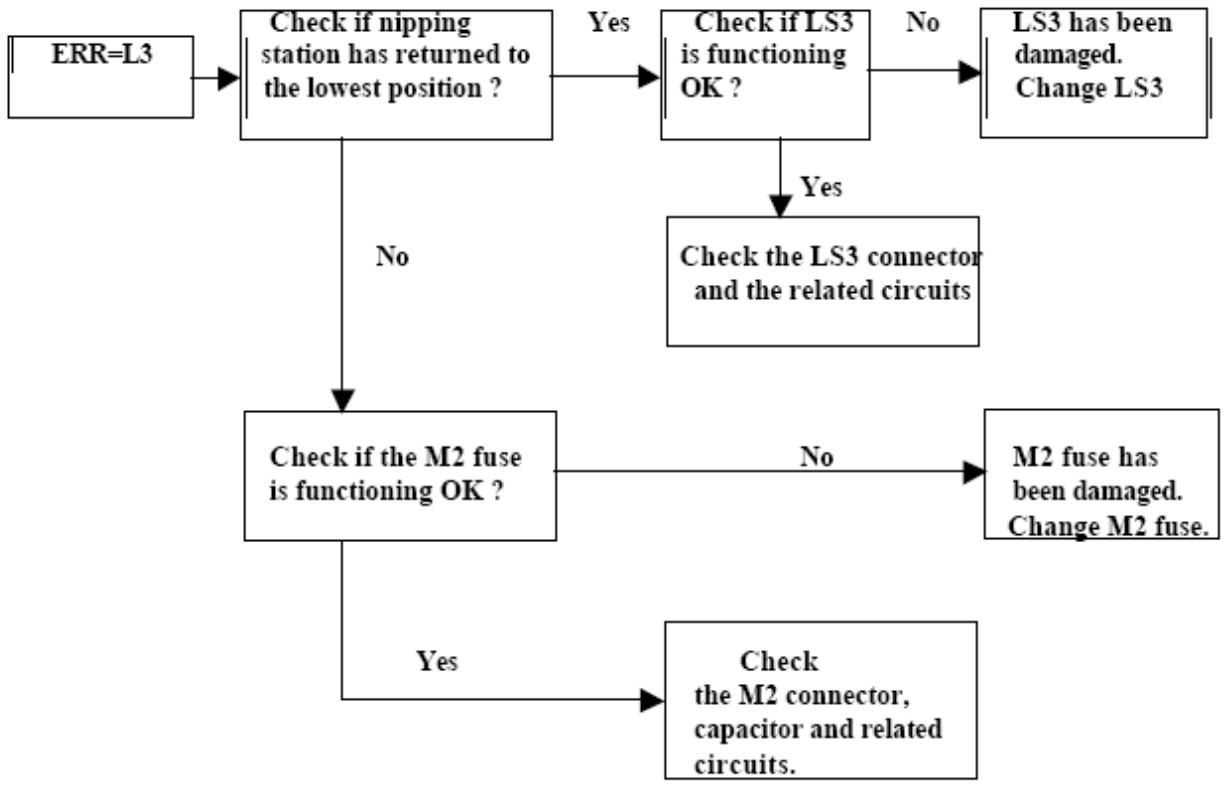 ERR=L3
Check if nipping
station has returned to
the lowest position ?
Yes
Check if LS3
is functioning
OK ?
No
LS3 has been
damaged.
Change LS3
Yes
Check the LS3 connector
and the related circuits
No
Check if the M2 fuse
is functioning OK ?
No
M2 fuse has
been damaged.
Change M2 fuse.
Yes
Check
the M2 connector,
capacitor and related
circuits.